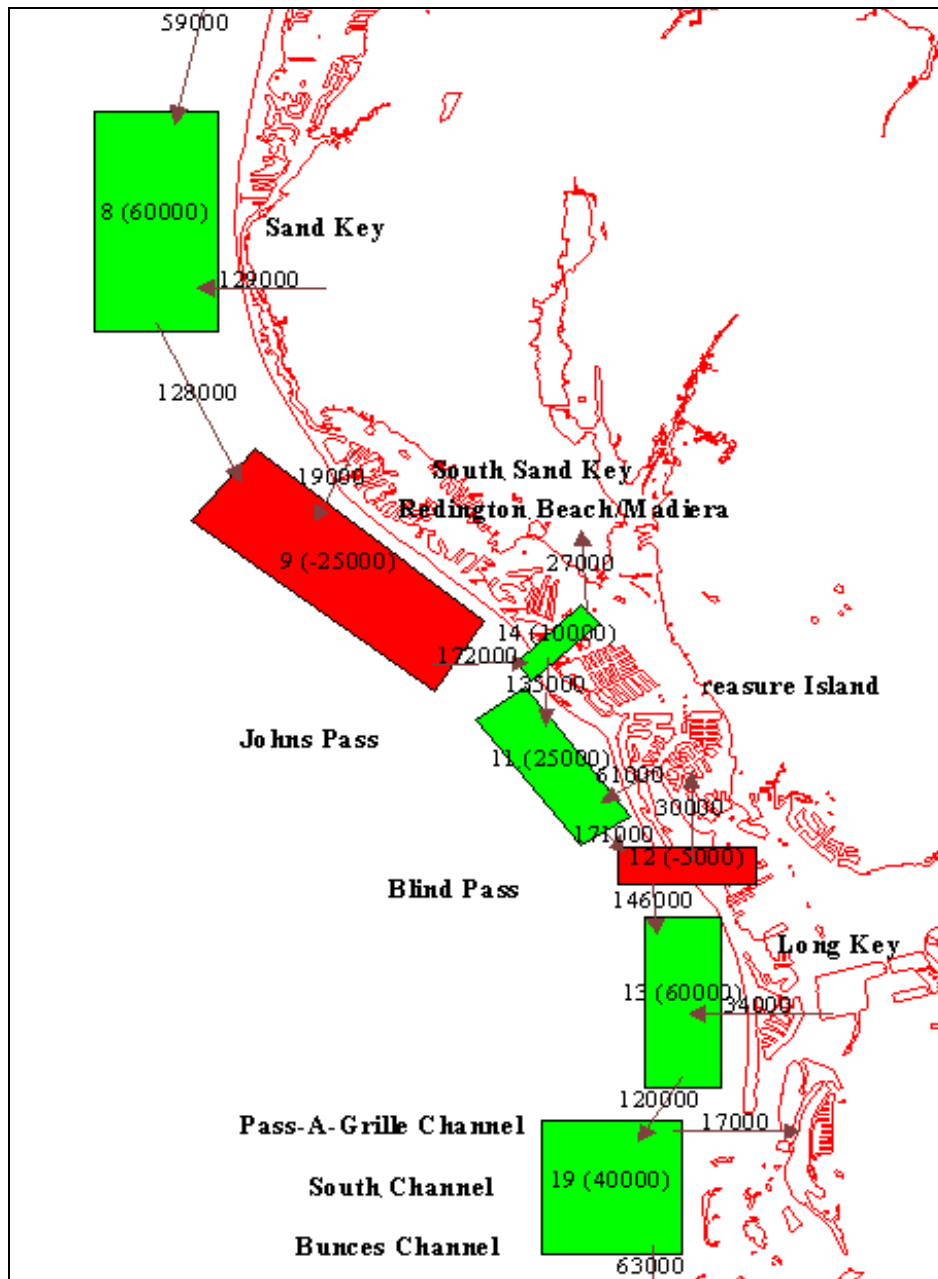 59000
8 (60000)
Sand Key
129000
128000
South Sand Key
19000
Redington Beach/Madiera
9 (-25000)
27000
14 (10000)
172000
135000
reasure Island
Johns Pass
11 (25000)
61000
30000
171000
12 (-5000)
Blind Pass
146000
Long Key
13 (60000)
34000
120000
Pass-A-Grille Channel
17000
19 (40000)
South Channel
Bunces Channel
63000